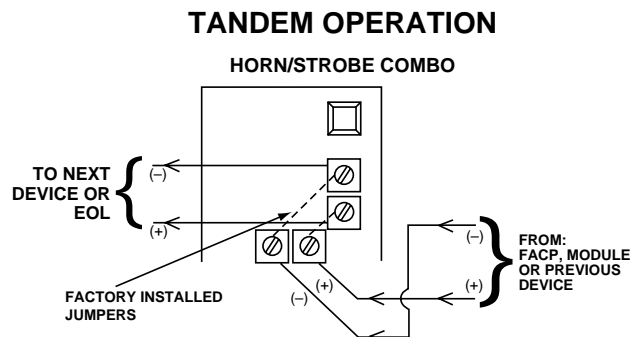 TANDEM OPERATION
HORN/STROBE COMBO
TO NEXT
DEVICE OR
EOL
(–)
(+)
(–)
(+)
FROM:
FACP, MODULE
OR PREVIOUS
DEVICE
FACTORY INSTALLED
JUMPERS
(–)
(+)